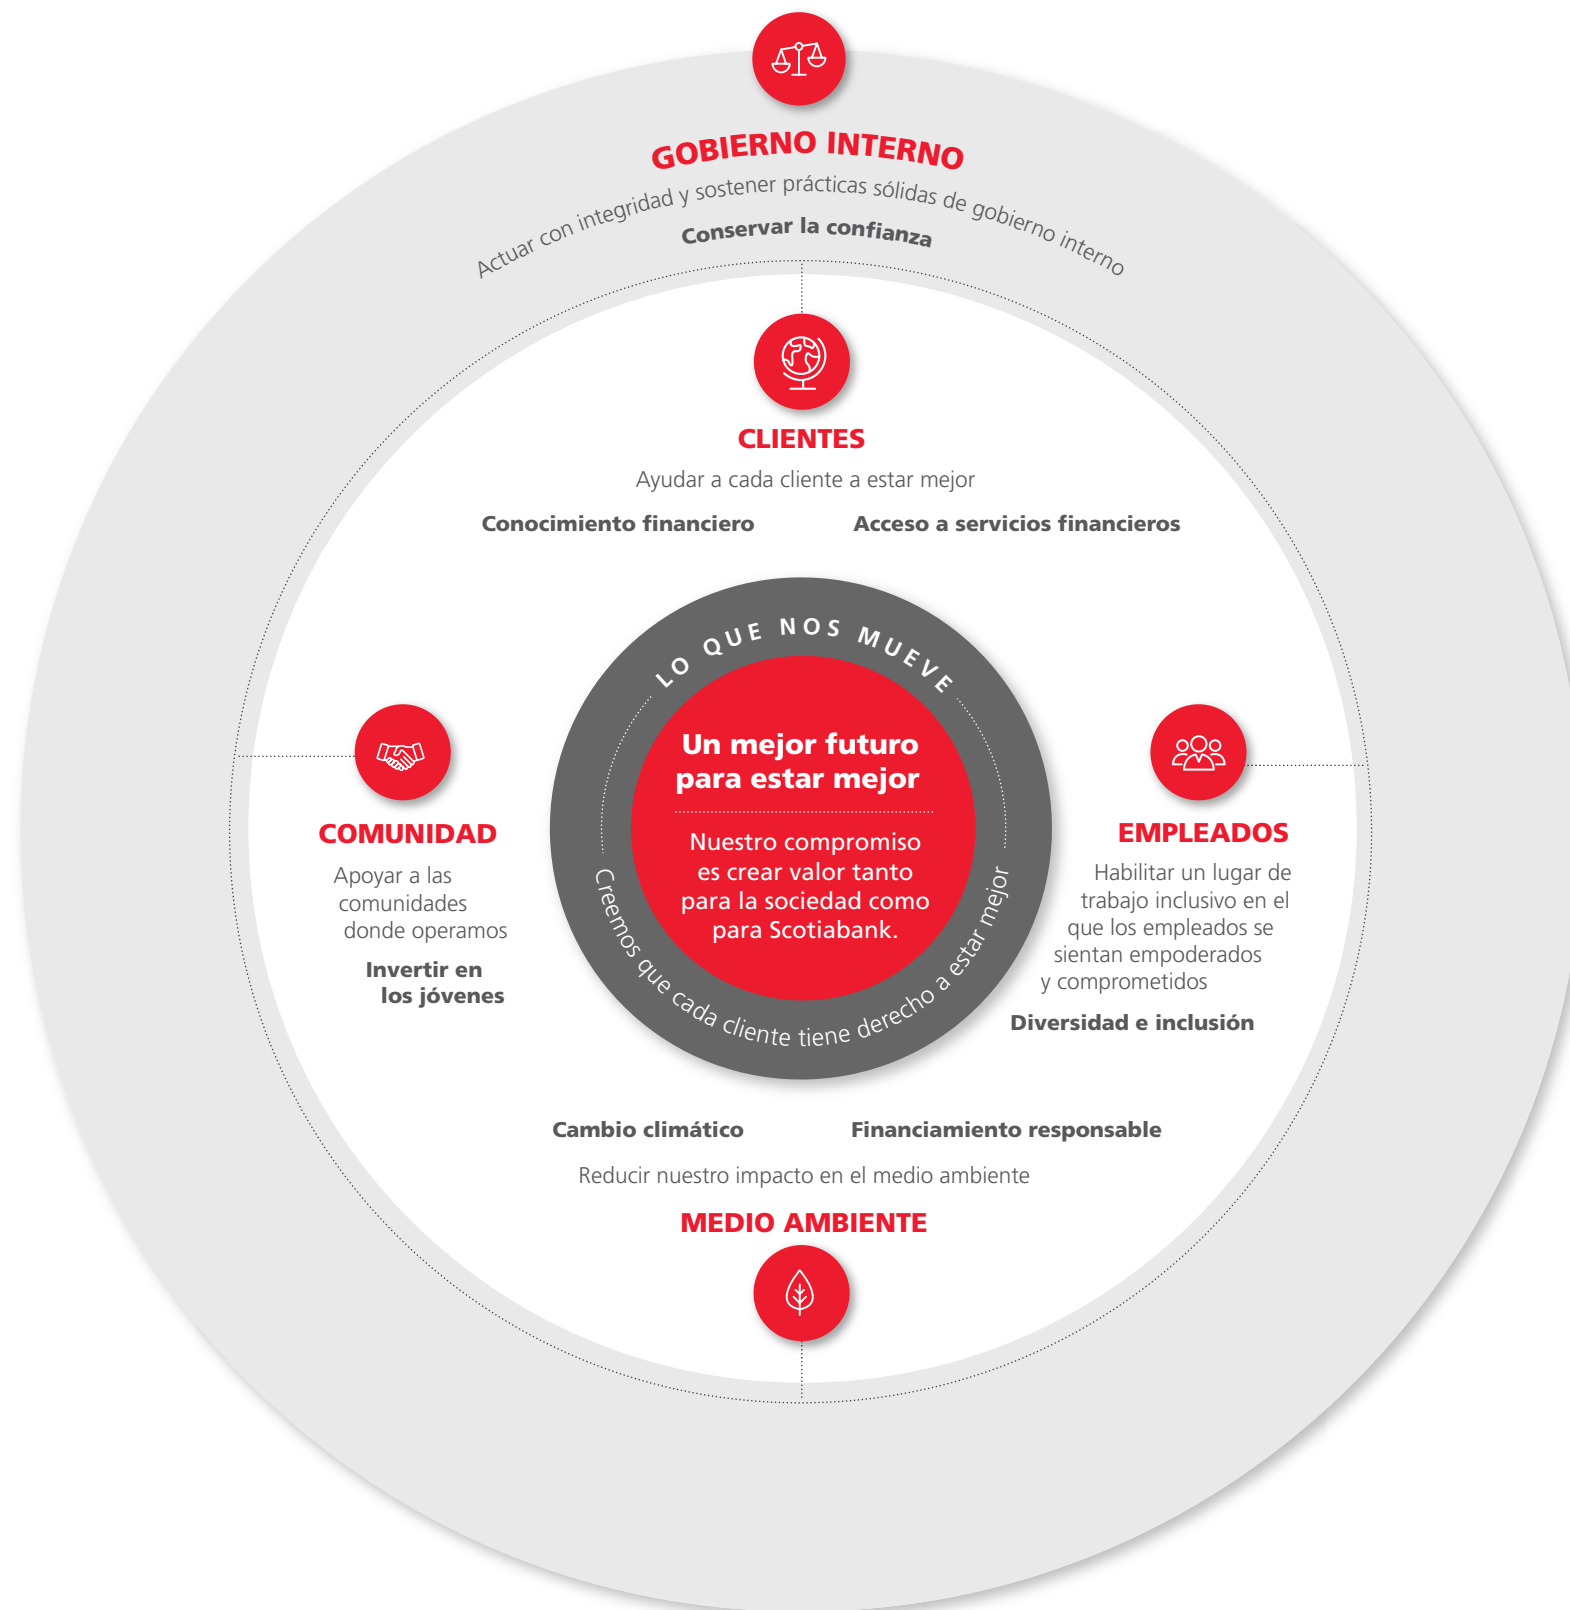 GOBIERNO INTERNO
Actuar con integridad y sostener prácticas sólidas de gobierno interno
Conservar la confianza
CLIENTES
Ayudar a cada cliente a estar mejor
Conocimiento financiero
Acceso a servicios financieros
LO QUE NOS MUEVE
Un mejor futuro
para estar mejor
Nuestro compromiso
es crear valor tanto
para la sociedad como
para Scotiabank.
Creemos que cada cliente tiene derecho a estar mejor
COMUNIDAD
Apoyar a las
comunidades
donde operamos
Invertir en
los jóvenes
EMPLEADOS
Habilitar un lugar de
trabajo inclusivo en el
que los empleados se
sientan empoderados
y comprometidos
Diversidad e inclusión
Cambio climático
Financiamiento responsable
Reducir nuestro impacto en el medio ambiente
MEDIO AMBIENTE